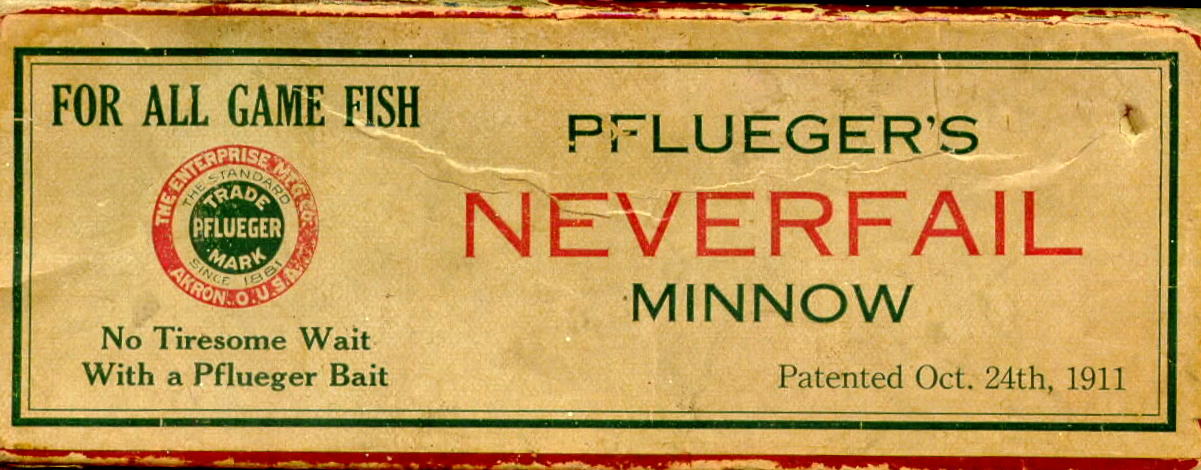 FOR ALL GAME FISH
THE ENTERPRISE M'F'G CO.
THE STANDARD
TRADE
PFLUEGER
MARK
SINCE 1881
AKRON, O. U.S.A.
No Tiresome Wait
With a Pflueger Bait
PFLUEGER'S
NEVERFAIL
MINNOW
Patented Oct. 24th, 1911